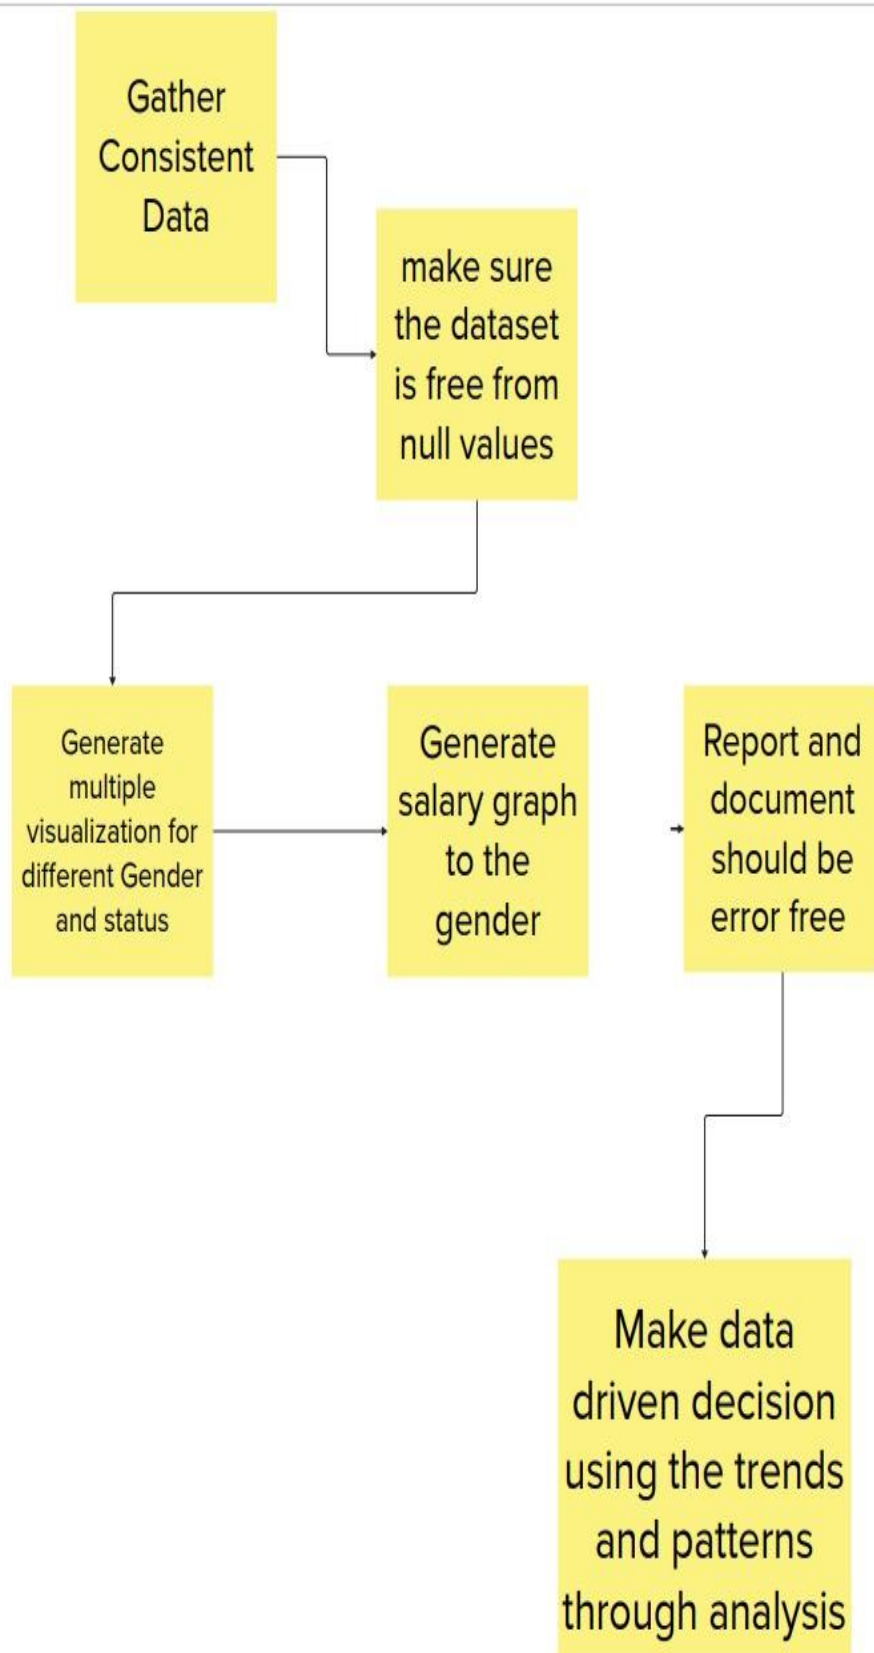 Gather
Consistent
Data
make sure
the dataset
is free from
null values
Generate
multiple
visualization for
different Gender
and status
Generate
salary graph
to the
gender
Report and
document
should be
error free
Make data
driven decision
using the trends
and patterns
through analysis